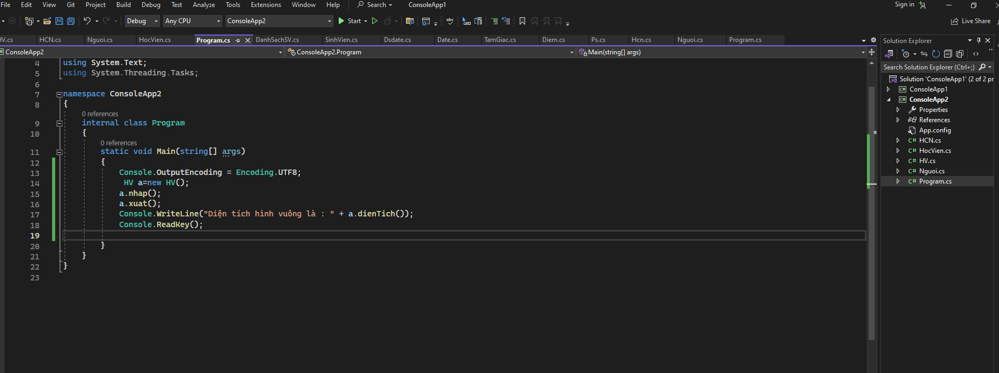 File Edit View Git Project Build Debug Test Analyze Tools Extensions Window Help Search ConsoleApp1 Sign in
Debug Any CPU ConsoleApp2 Start Live Share
HV.cs HCN.cs Nguoi.cs HocVien.cs Program.cs DanhSachSV.cs SinhVien.cs Dsdate.cs Date.cs TamGiac.cs Diem.cs Ps.cs Hcn.cs Nguoi.cs Program.cs
ConsoleApp2 ConsoleApp2.Program Main(string[] args)
4 using System.Text;
5 using System.Threading.Tasks;
6
7 namespace ConsoleApp2
8 {
0 references
9 internal class Program
10 {
0 references
11 static void Main(string[] args)
12 {
13 Console.OutputEncoding = Encoding.UTF8;
14 HV a=new HV();
15 a.nhap();
16 a.xuat();
17 Console.WriteLine("Diện tích hình vuông là : " + a.dienTich());
18 Console.ReadKey();
19
20 }
21 }
22 }
23
Solution Explorer
Search Solution Explorer (Ctrl+;)
Solution 'ConsoleApp1' (2 of 2 pr
ConsoleApp1
ConsoleApp2
Properties
References
App.config
C# HCN.cs
C# HocVien.cs
C# HV.cs
C# Nguoi.cs
C# Program.cs